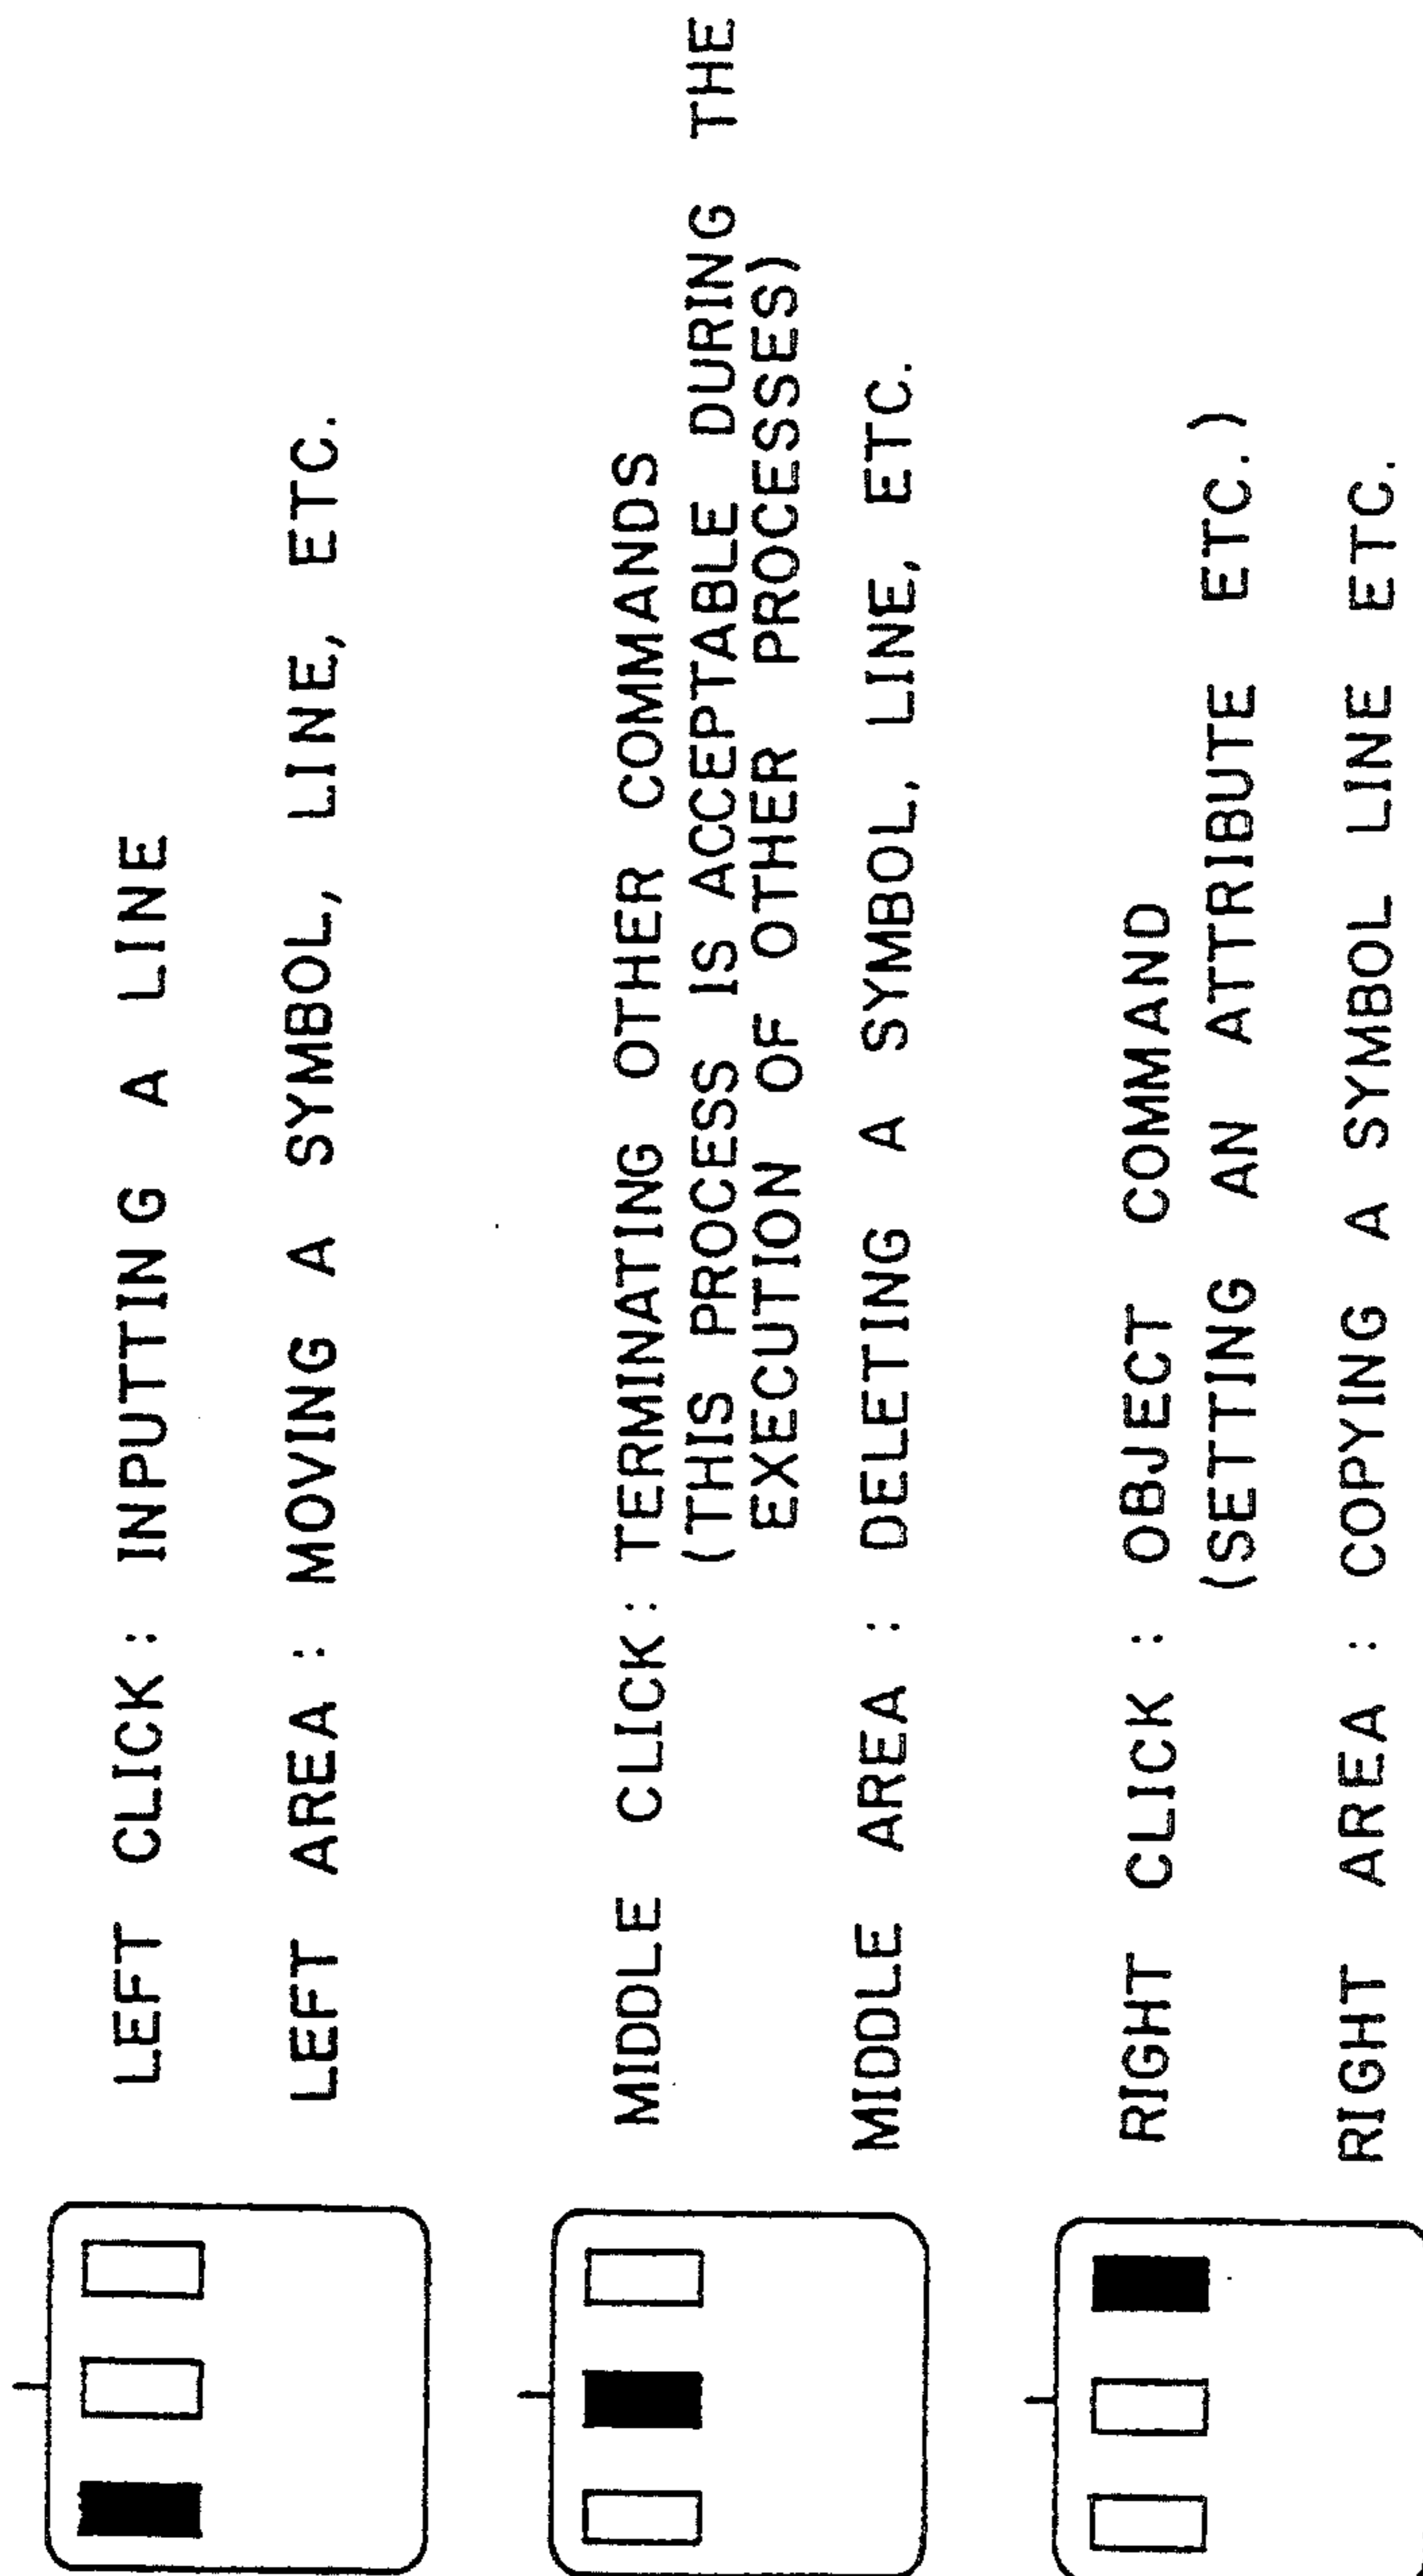 LEFT CLICK: INPUTTING A LINE
LEFT AREA: MOVING A SYMBOL, LINE, ETC.
MIDDLE CLICK: TERMINATING OTHER COMMANDS
(THIS PROCESS IS ACCEPTABLE DURING THE
EXECUTION OF OTHER PROCESSES)
MIDDLE AREA : DELETING A SYMBOL, LINE, ETC.
RIGHT CLICK : OBJECT COMMAND
(SETTING AN ATTRIBUTE ETC.)
RIGHT AREA : COPYING A SYMBOL LINE ETC.